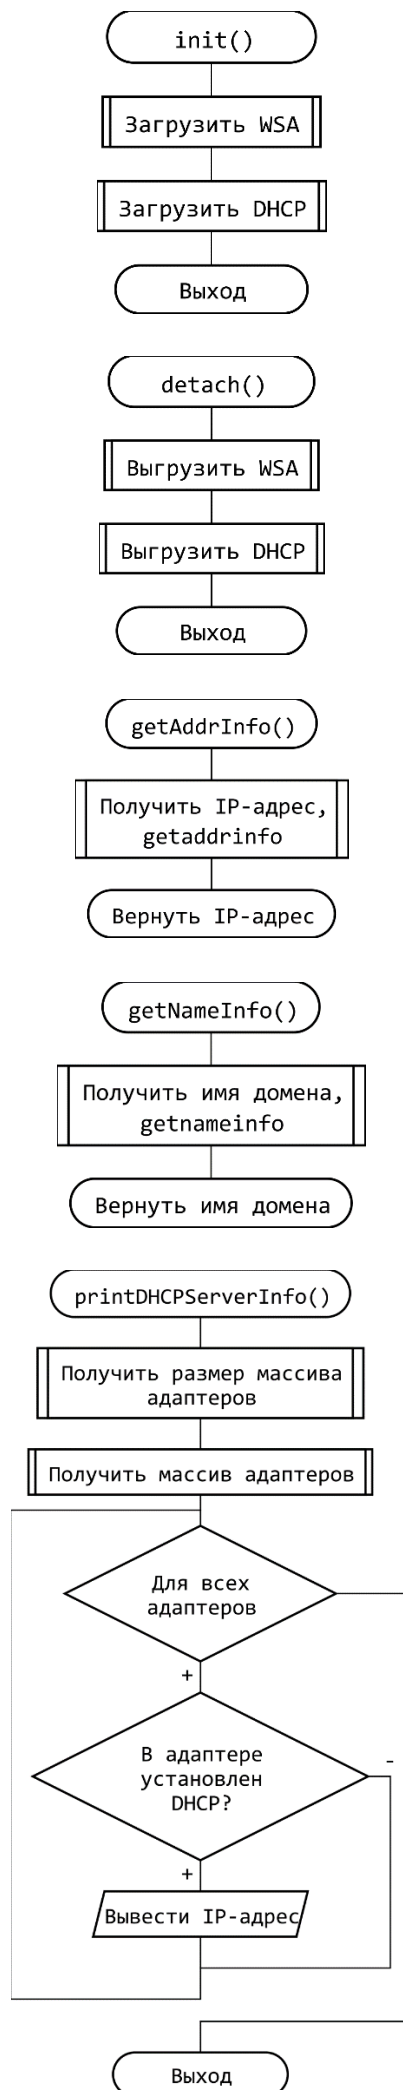 init()
Загрузить WSA
Загрузить DHCP
Выход
detach()
Выгрузить WSA
Выгрузить DHCP
Выход
getAddrInfo()
Получить IP-адрес,
getaddrinfo
Вернуть IP-адрес
getNameInfo()
Получить имя домена,
getnameinfo
Вернуть имя домена
printDHCPServerInfo()
Получить размер массива
адаптеров
Получить массив адаптеров
Для всех
адаптеров
+
В адаптере
установлен
DHCP?
-
+
Вывести IP-адрес
Выход